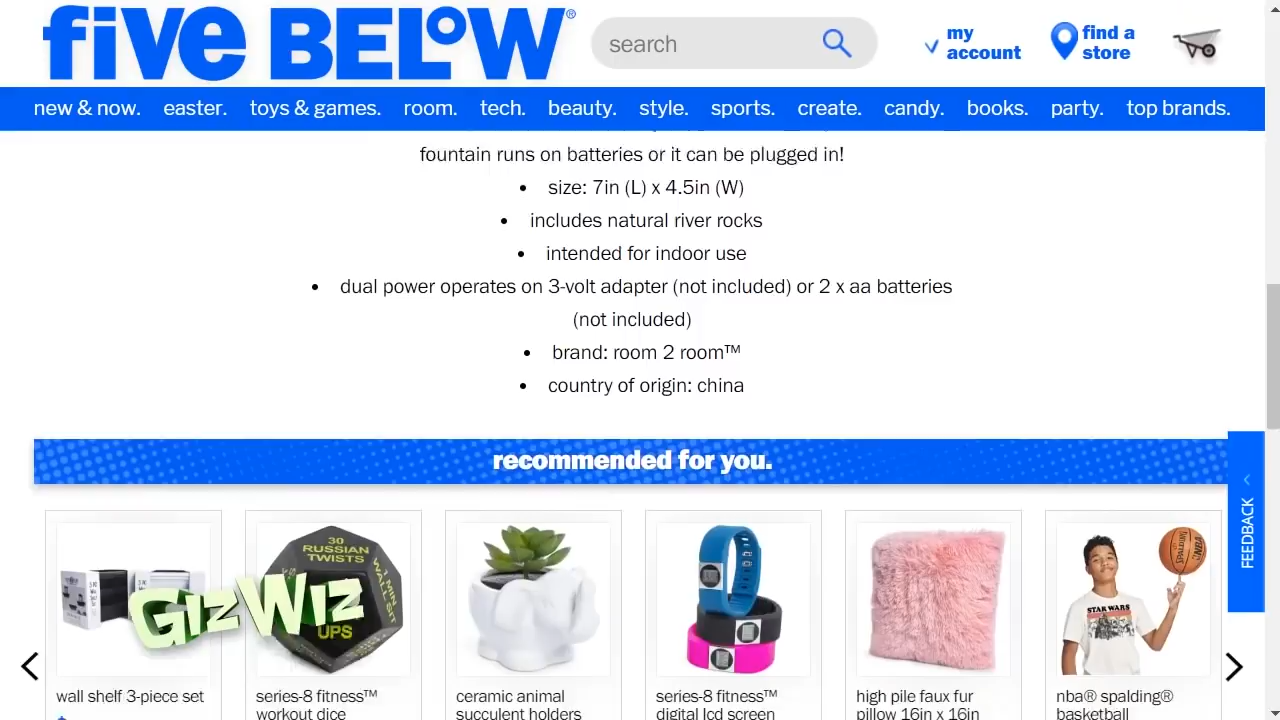 five BELOW®
search
my account
find a store
new & now. easter. toys & games. room. tech. beauty. style. sports. create. candy. books. party. top brands.
fountain runs on batteries or it can be plugged in!
• size: 7in (L) x 4.5in (W)
• includes natural river rocks
• intended for indoor use
• dual power operates on 3-volt adapter (not included) or 2 x aa batteries
(not included)
• brand: room 2 room™
• country of origin: china
recommended for you.
FEEDBACK
30
RUSSIAN
TWISTS
MIN
WALL SIT
UPS
GIZWIZ
STAR WARS
wall shelf 3-piece set
series-8 fitness™
workout dice
ceramic animal
succulent holders
series-8 fitness™
digital lcd screen
high pile faux fur
pillow 16in x 16in
nba® spalding®
basketball